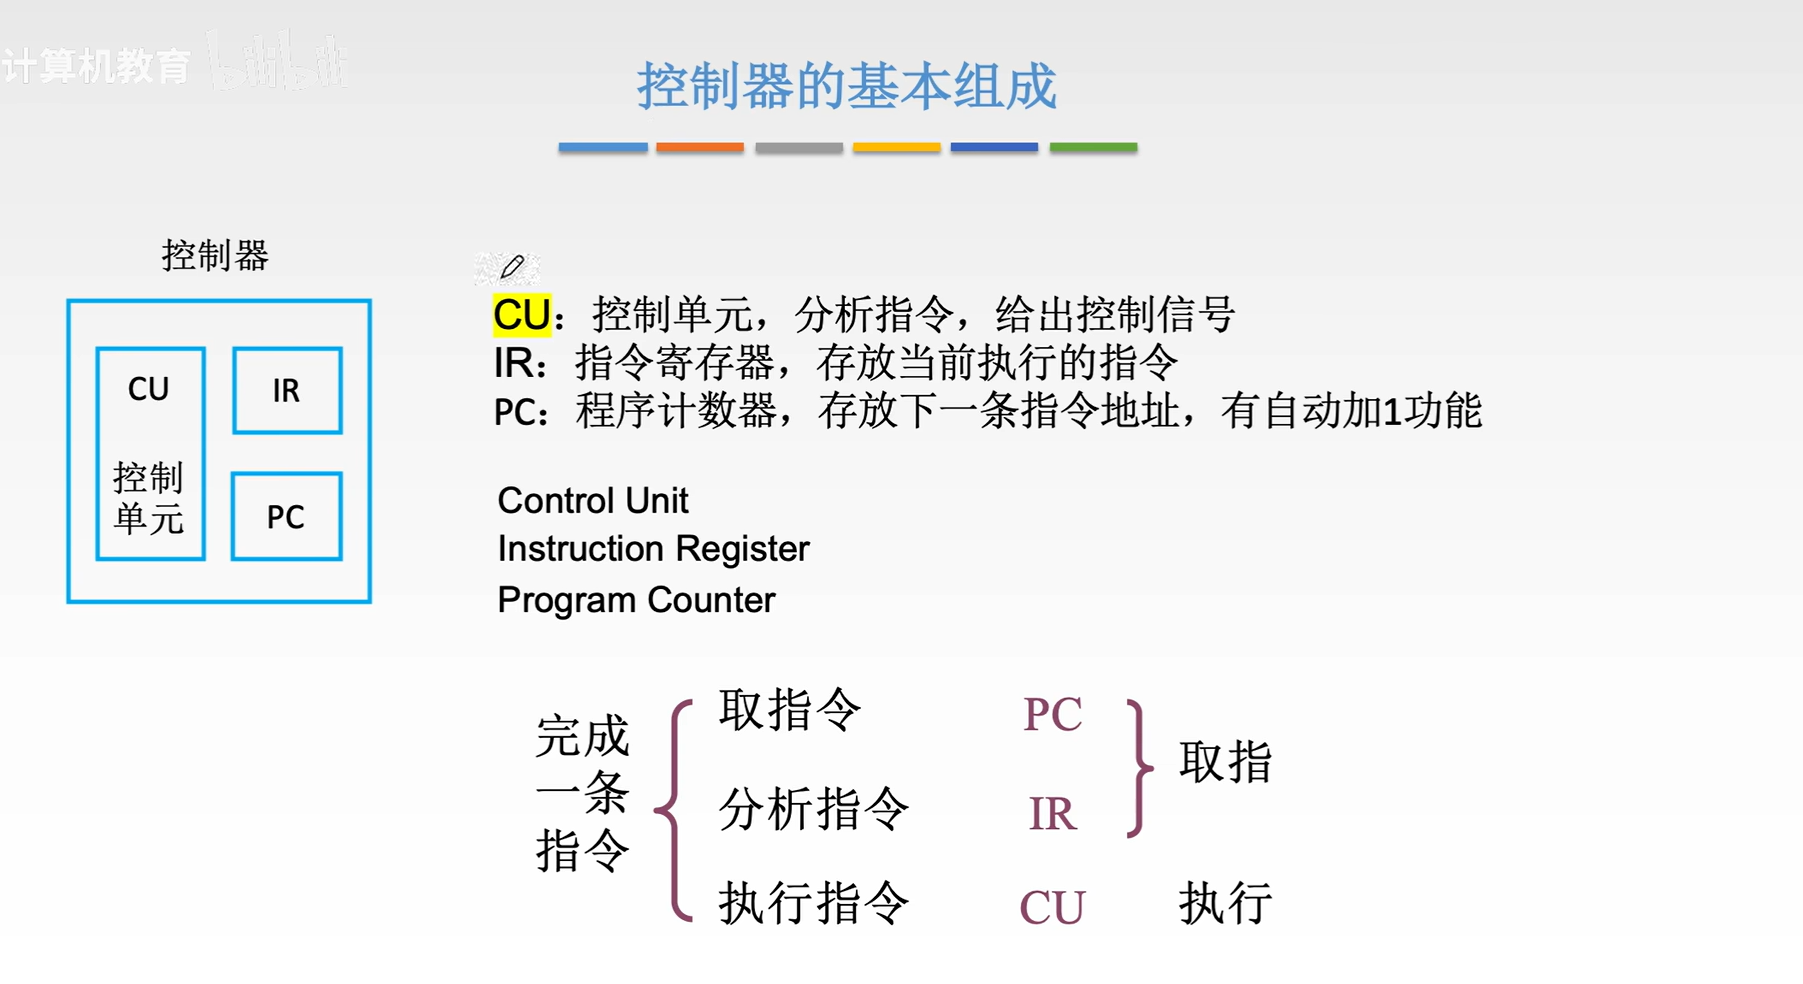 计算机教育 bilibili
控制器的基本组成
控制器
CU
控制
单元
IR
PC
CU：控制单元，分析指令，给出控制信号
IR：指令寄存器，存放当前执行的指令
PC：程序计数器，存放下一条指令地址，有自动加1功能
Control Unit
Instruction Register
Program Counter
完成
一条
指令
取指令 PC
分析指令 IR
取指
执行指令 CU 执行